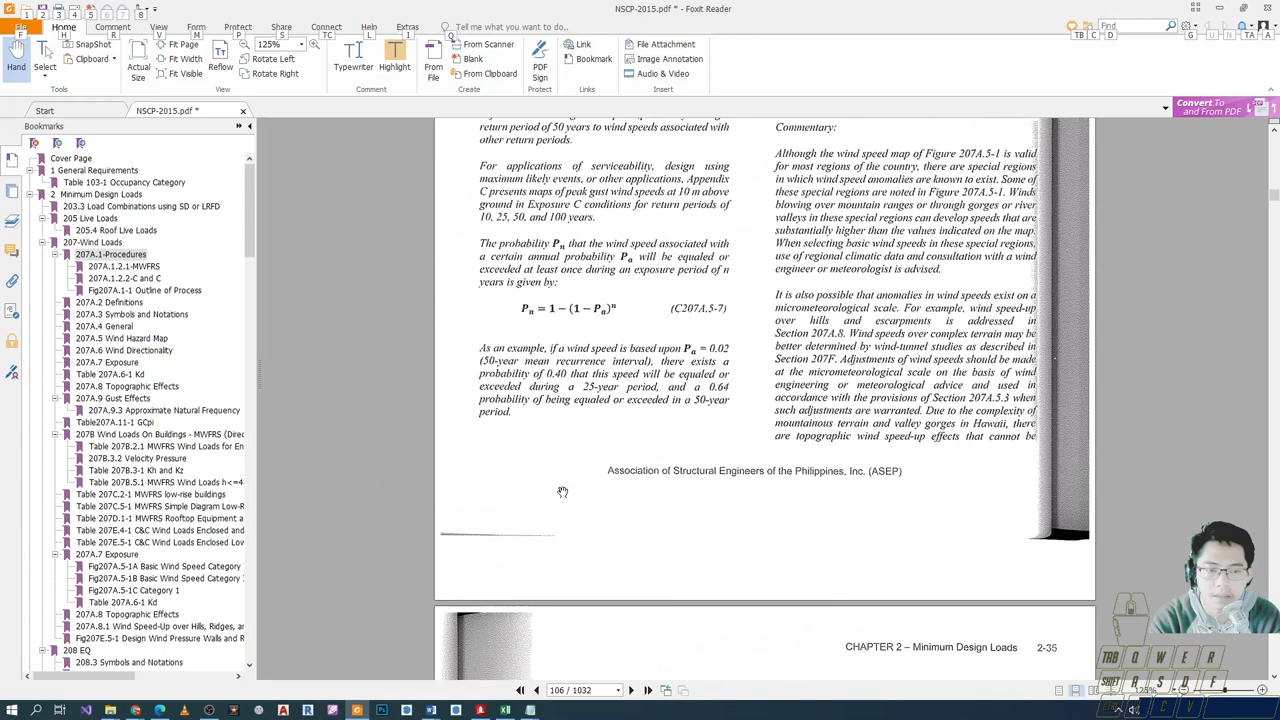 NSCP-2015.pdf * - Foxit Reader
File Home Comment View Form Protect Share Connect Help Extras Tell me what you want to do... Find
Hand
Select
SnapShot
Clipboard
Actual Size
Fit Page
Fit Width
Fit Visible
Reflow
125%
Rotate Left
Rotate Right
Typewriter
Highlight
From File
From Scanner
Blank
From Clipboard
PDF Sign
Link
Bookmark
File Attachment
Image Annotation
Audio & Video
Tools View Comment Create Protect Links Insert
Start NSCP-2015.pdf *
Convert To and From PDF
Bookmarks
Cover Page
1 General Requirements
Table 103-1 Occupancy Category
2 Minimum Design Loads
203.3 Load Combinations using SD or LRFD
205 Live Loads
205.4 Roof Live Loads
207-Wind Loads
207A.1-Procedures
207A.1.2.1-MWFRS
207A.1.2.2-C and C
Fig207A.1-1 Outline of Process
207A.2 Definitions
207A.3 Symbols and Notations
207A.4 General
207A.5 Wind Hazard Map
207A.6 Wind Directionality
207A.7 Exposure
Table 207A.6-1 Kd
207A.8 Topographic Effects
207A.9 Gust Effects
207A.9.3 Approximate Natural Frequency
Table207A.11-1 GCpi
207B Wind Loads On Buildings - MWFRS (Direc
Table 207B.2.1 MWFRS Wind Loads for En
207B.3.2 Velocity Pressure
Table 207B.3-1 Kh and Kz
Table 207B.5.1 MWFRS Wind Loads h<=4
Table 207C.2-1 MWFRS low-rise buildings
Table 207C.5-1 MWFRS Simple Diagram Low-R
Table 207D.1-1 MWFRS Rooftop Equipment a
Table 207E.4-1 C&C Wind Loads Enclosed and
Table 207E.5-1 C&C Wind Loads Enclosed Low
207A.7 Exposure
Fig207A.5-1A Basic Wind Speed Category
Fig207A.5-1B Basic Wind Speed Category
Fig207A.5-1C Category 1
Table 207A.6-1 Kd
207A.8 Topographic Effects
207A.8.1 Wind Speed-Up over Hills, Ridges, ar
Fig207E.5-1 Design Wind Pressure Walls and R
208 EQ
208.3 Symbols and Notations
return period of 50 years to wind speeds associated with
other return periods.
For applications of serviceability, design using
maximum likely events, or other applications, Appendix
C presents maps of peak gust wind speeds at 10 m above
ground in Exposure C conditions for return periods of
10, 25, 50, and 100 years.
The probability Pn that the wind speed associated with
a certain annual probability Pa will be equaled or
exceeded at least once during an exposure period of n
years is given by:
Pn = 1 − (1 − Pa)^n (C207A.5-7)
As an example, if a wind speed is based upon Pa = 0.02
(50-year mean recurrence interval), there exists a
probability of 0.40 that this speed will be equaled or
exceeded during a 25-year period, and a 0.64
probability of being equaled or exceeded in a 50-year
period.
Commentary:
Although the wind speed map of Figure 207A.5-1 is valid
for most regions of the country, there are special regions
in which wind speed anomalies are known to exist. Some of
these special regions are noted in Figure 207A.5-1. Winds
blowing over mountain ranges or through gorges or river
valleys in these special regions can develop speeds that are
substantially higher than the values indicated on the map.
When selecting basic wind speeds in these special regions,
use of regional climatic data and consultation with a wind
engineer or meteorologist is advised.
It is also possible that anomalies in wind speeds exist on a
micrometeorological scale. For example, wind speed-up
over hills and escarpments is addressed in
Section 207A.8. Wind speeds over complex terrain may be
better determined by wind-tunnel studies as described in
Section 207F. Adjustments of wind speeds should be made
at the micrometeorological scale on the basis of wind
engineering or meteorological advice and used in
accordance with the provisions of Section 207A.5.3 when
such adjustments are warranted. Due to the complexity of
mountainous terrain and valley gorges in Hawaii, there
are topographic wind speed-up effects that cannot be
Association of Structural Engineers of the Philippines, Inc. (ASEP)
CHAPTER 2 – Minimum Design Loads 2-35
106 / 1032
125%
TAB Q W E R
SHIFT A S D F